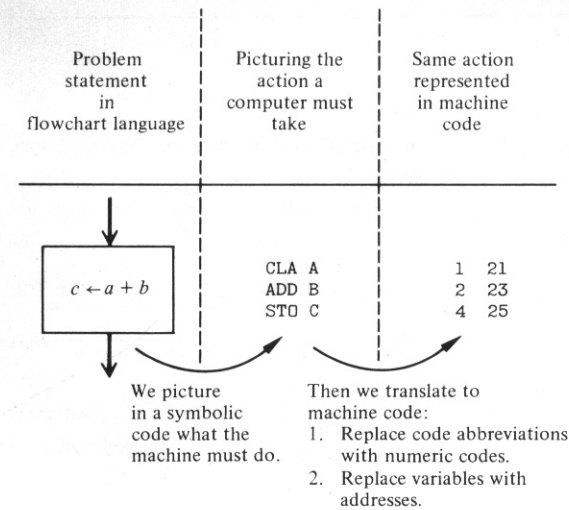 Problem
statement
in
flowchart language
Picturing the
action a
computer must
take
Same action
represented
in machine
code
c ← a + b
CLA A
ADD B
STO C
1 21
2 23
4 25
We picture
in a symbolic
code what the
machine must do.
Then we translate to
machine code:
1. Replace code abbreviations
with numeric codes.
2. Replace variables with
addresses.